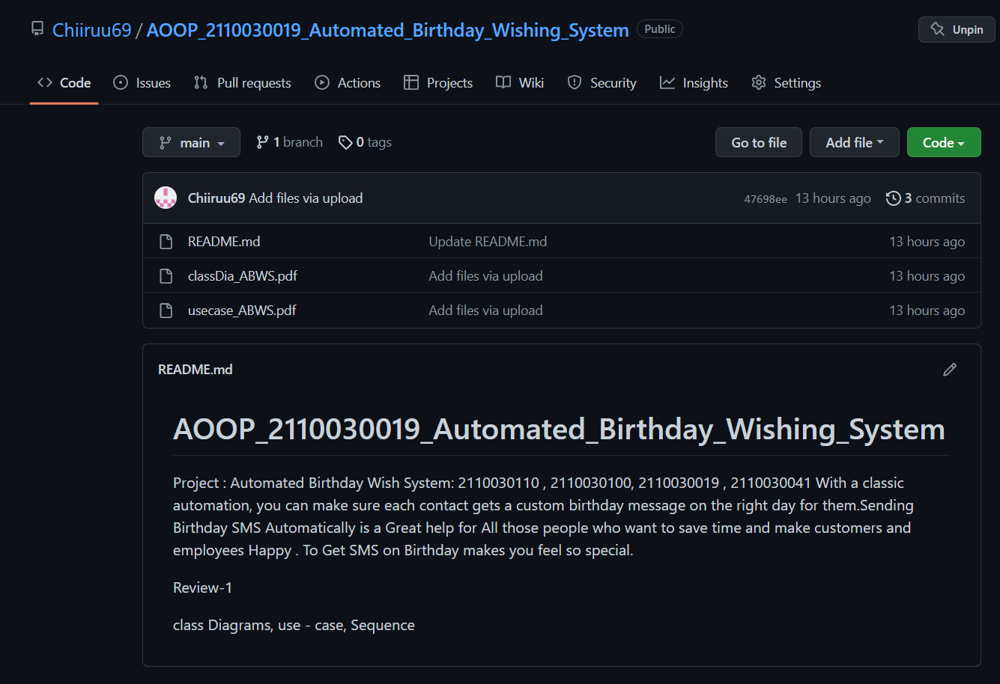 Chiiruu69 / AOOP_2110030019_Automated_Birthday_Wishing_System Public Unpin
Code Issues Pull requests Actions Projects Wiki Security Insights Settings
main 1 branch 0 tags Go to file Add file Code
Chiiruu69 Add files via upload 47698ee 13 hours ago 3 commits
README.md Update README.md 13 hours ago
classDia_ABWS.pdf Add files via upload 13 hours ago
usecase_ABWS.pdf Add files via upload 13 hours ago
README.md
AOOP_2110030019_Automated_Birthday_Wishing_System
Project : Automated Birthday Wish System: 2110030110 , 2110030100, 2110030019 , 2110030041 With a classic
automation, you can make sure each contact gets a custom birthday message on the right day for them.Sending
Birthday SMS Automatically is a Great help for All those people who want to save time and make customers and
employees Happy . To Get SMS on Birthday makes you feel so special.
Review-1
class Diagrams, use - case, Sequence